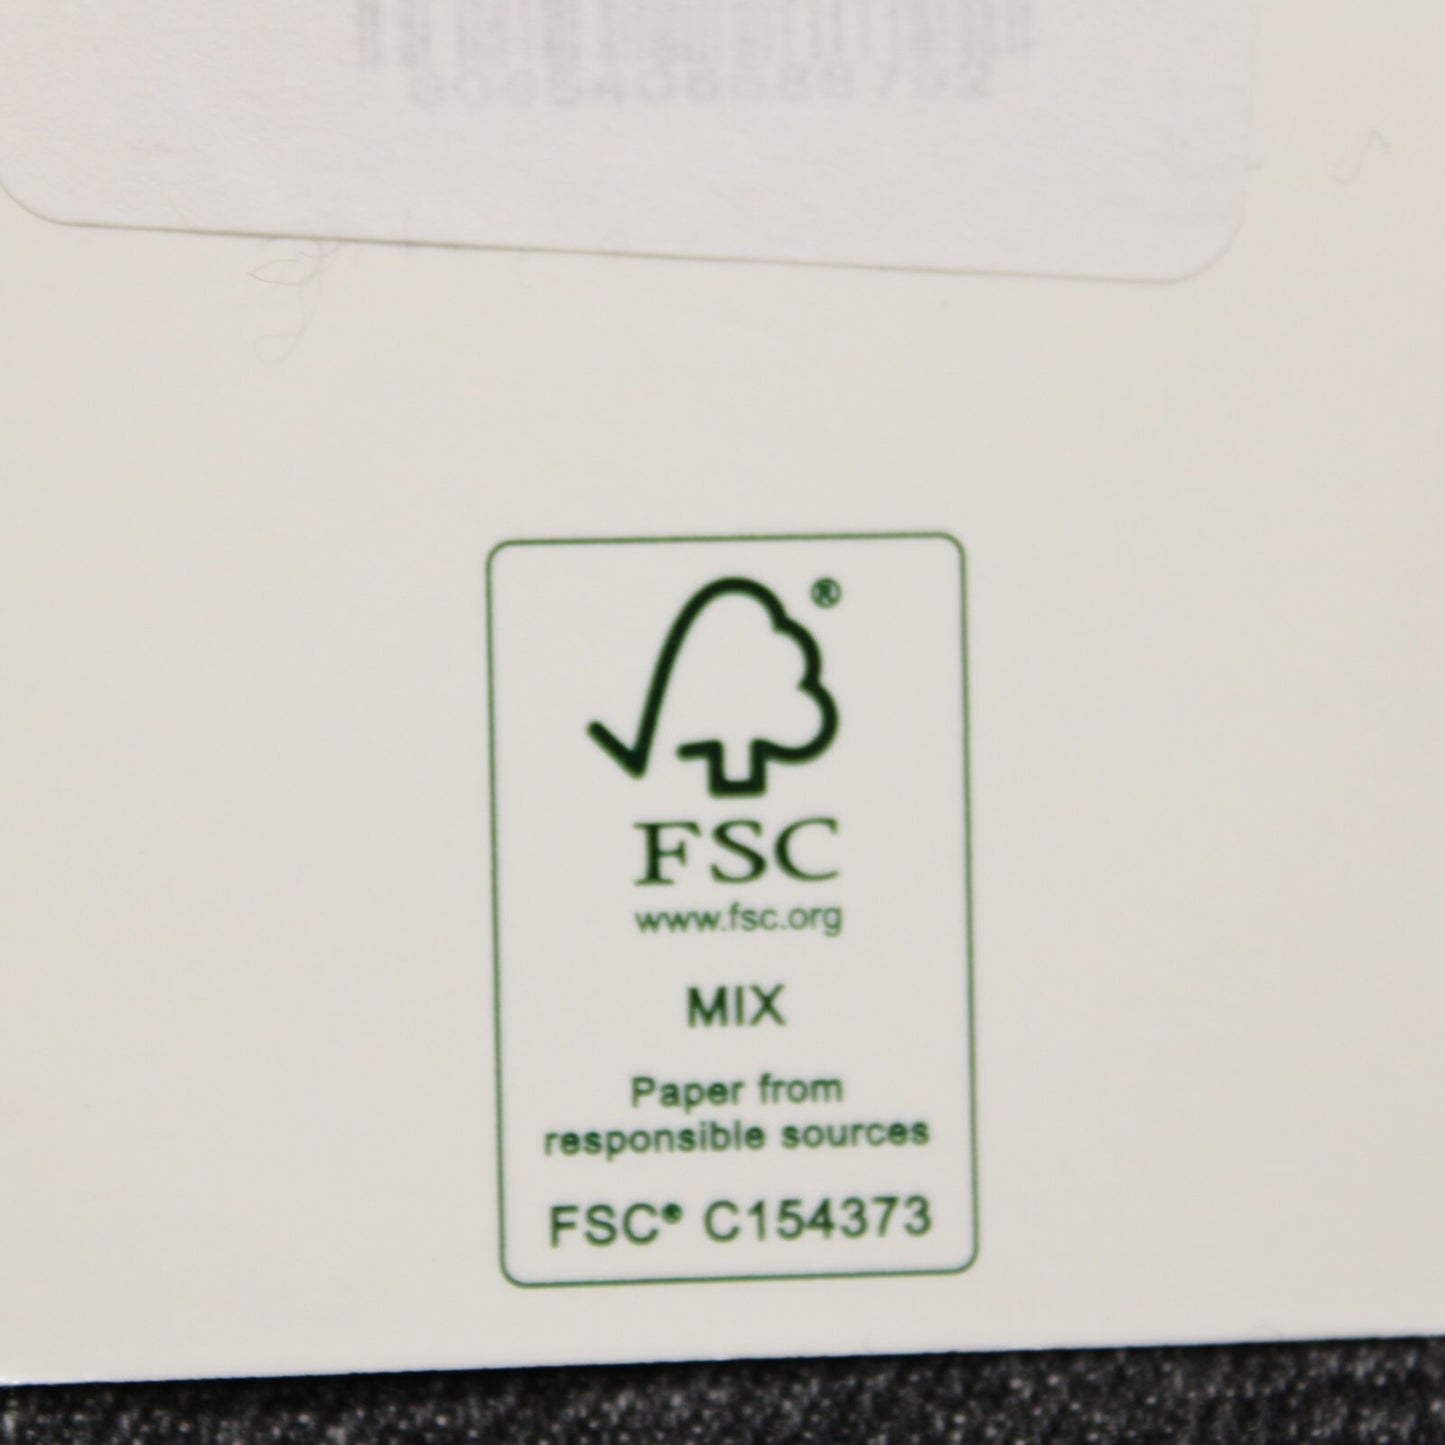 ®
FSC
www.fsc.org
MIX
Paper from
responsible sources
FSC® C154373